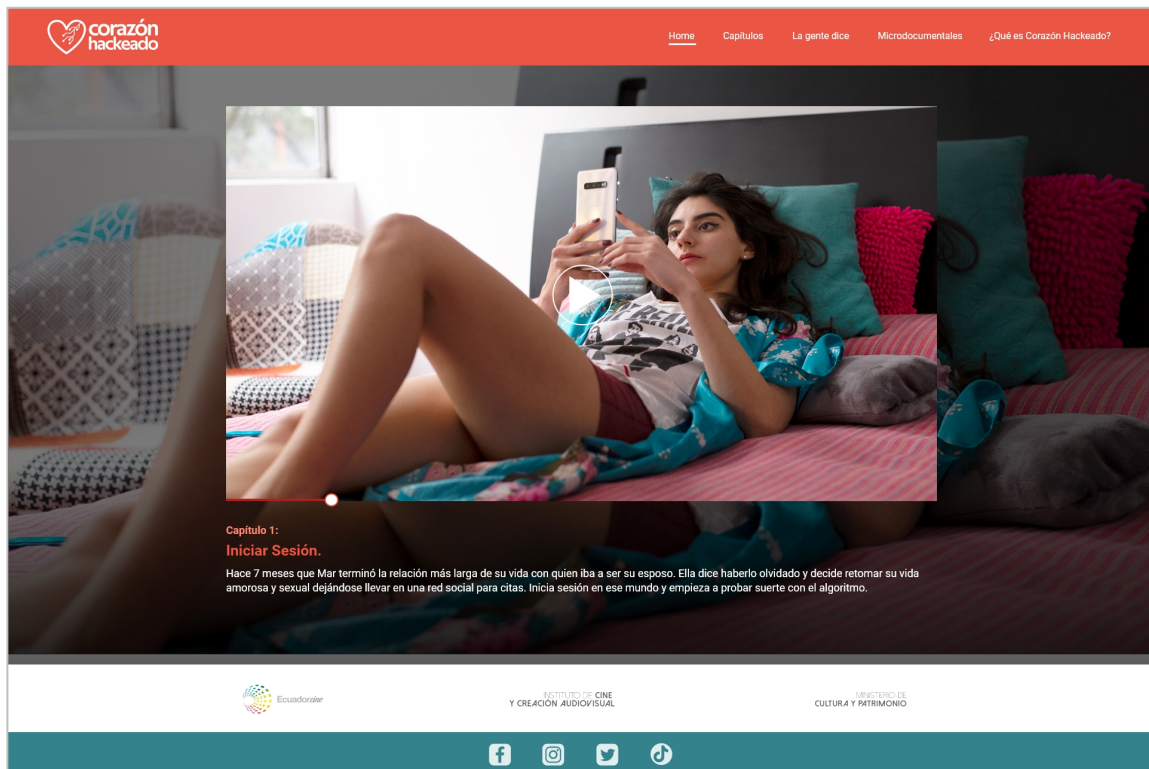 corazón
hackeado
Home
Capítulos
La gente dice
Microdocumentales
¿Qué es Corazón Hackeado?
Capítulo 1:
Iniciar Sesión.
Hace 7 meses que Mar terminó la relación más larga de su vida con quien iba a ser su esposo. Ella dice haberlo olvidado y decide retomar su vida
amorosa y sexual dejándose llevar en una red social para citas. Inicia sesión en ese mundo y empieza a probar suerte con el algoritmo.
Ecuadorcine
INSTITUTO DE CINE
Y CREACIÓN AUDIOVISUAL
MINISTERIO DE
CULTURA Y PATRIMONIO